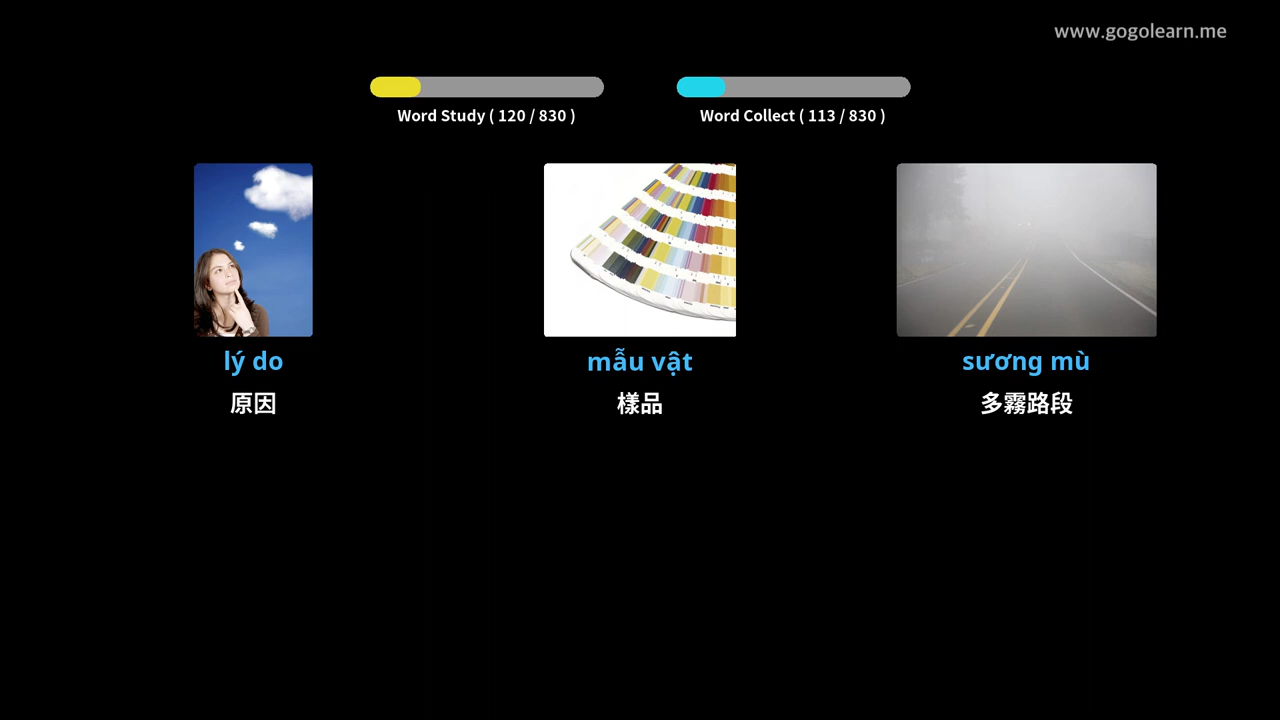 www.gogolearn.me
Word Study ( 120 / 830 )
Word Collect ( 113 / 830 )
lý do
mẫu vật
sương mù
原因
樣品
多霧路段